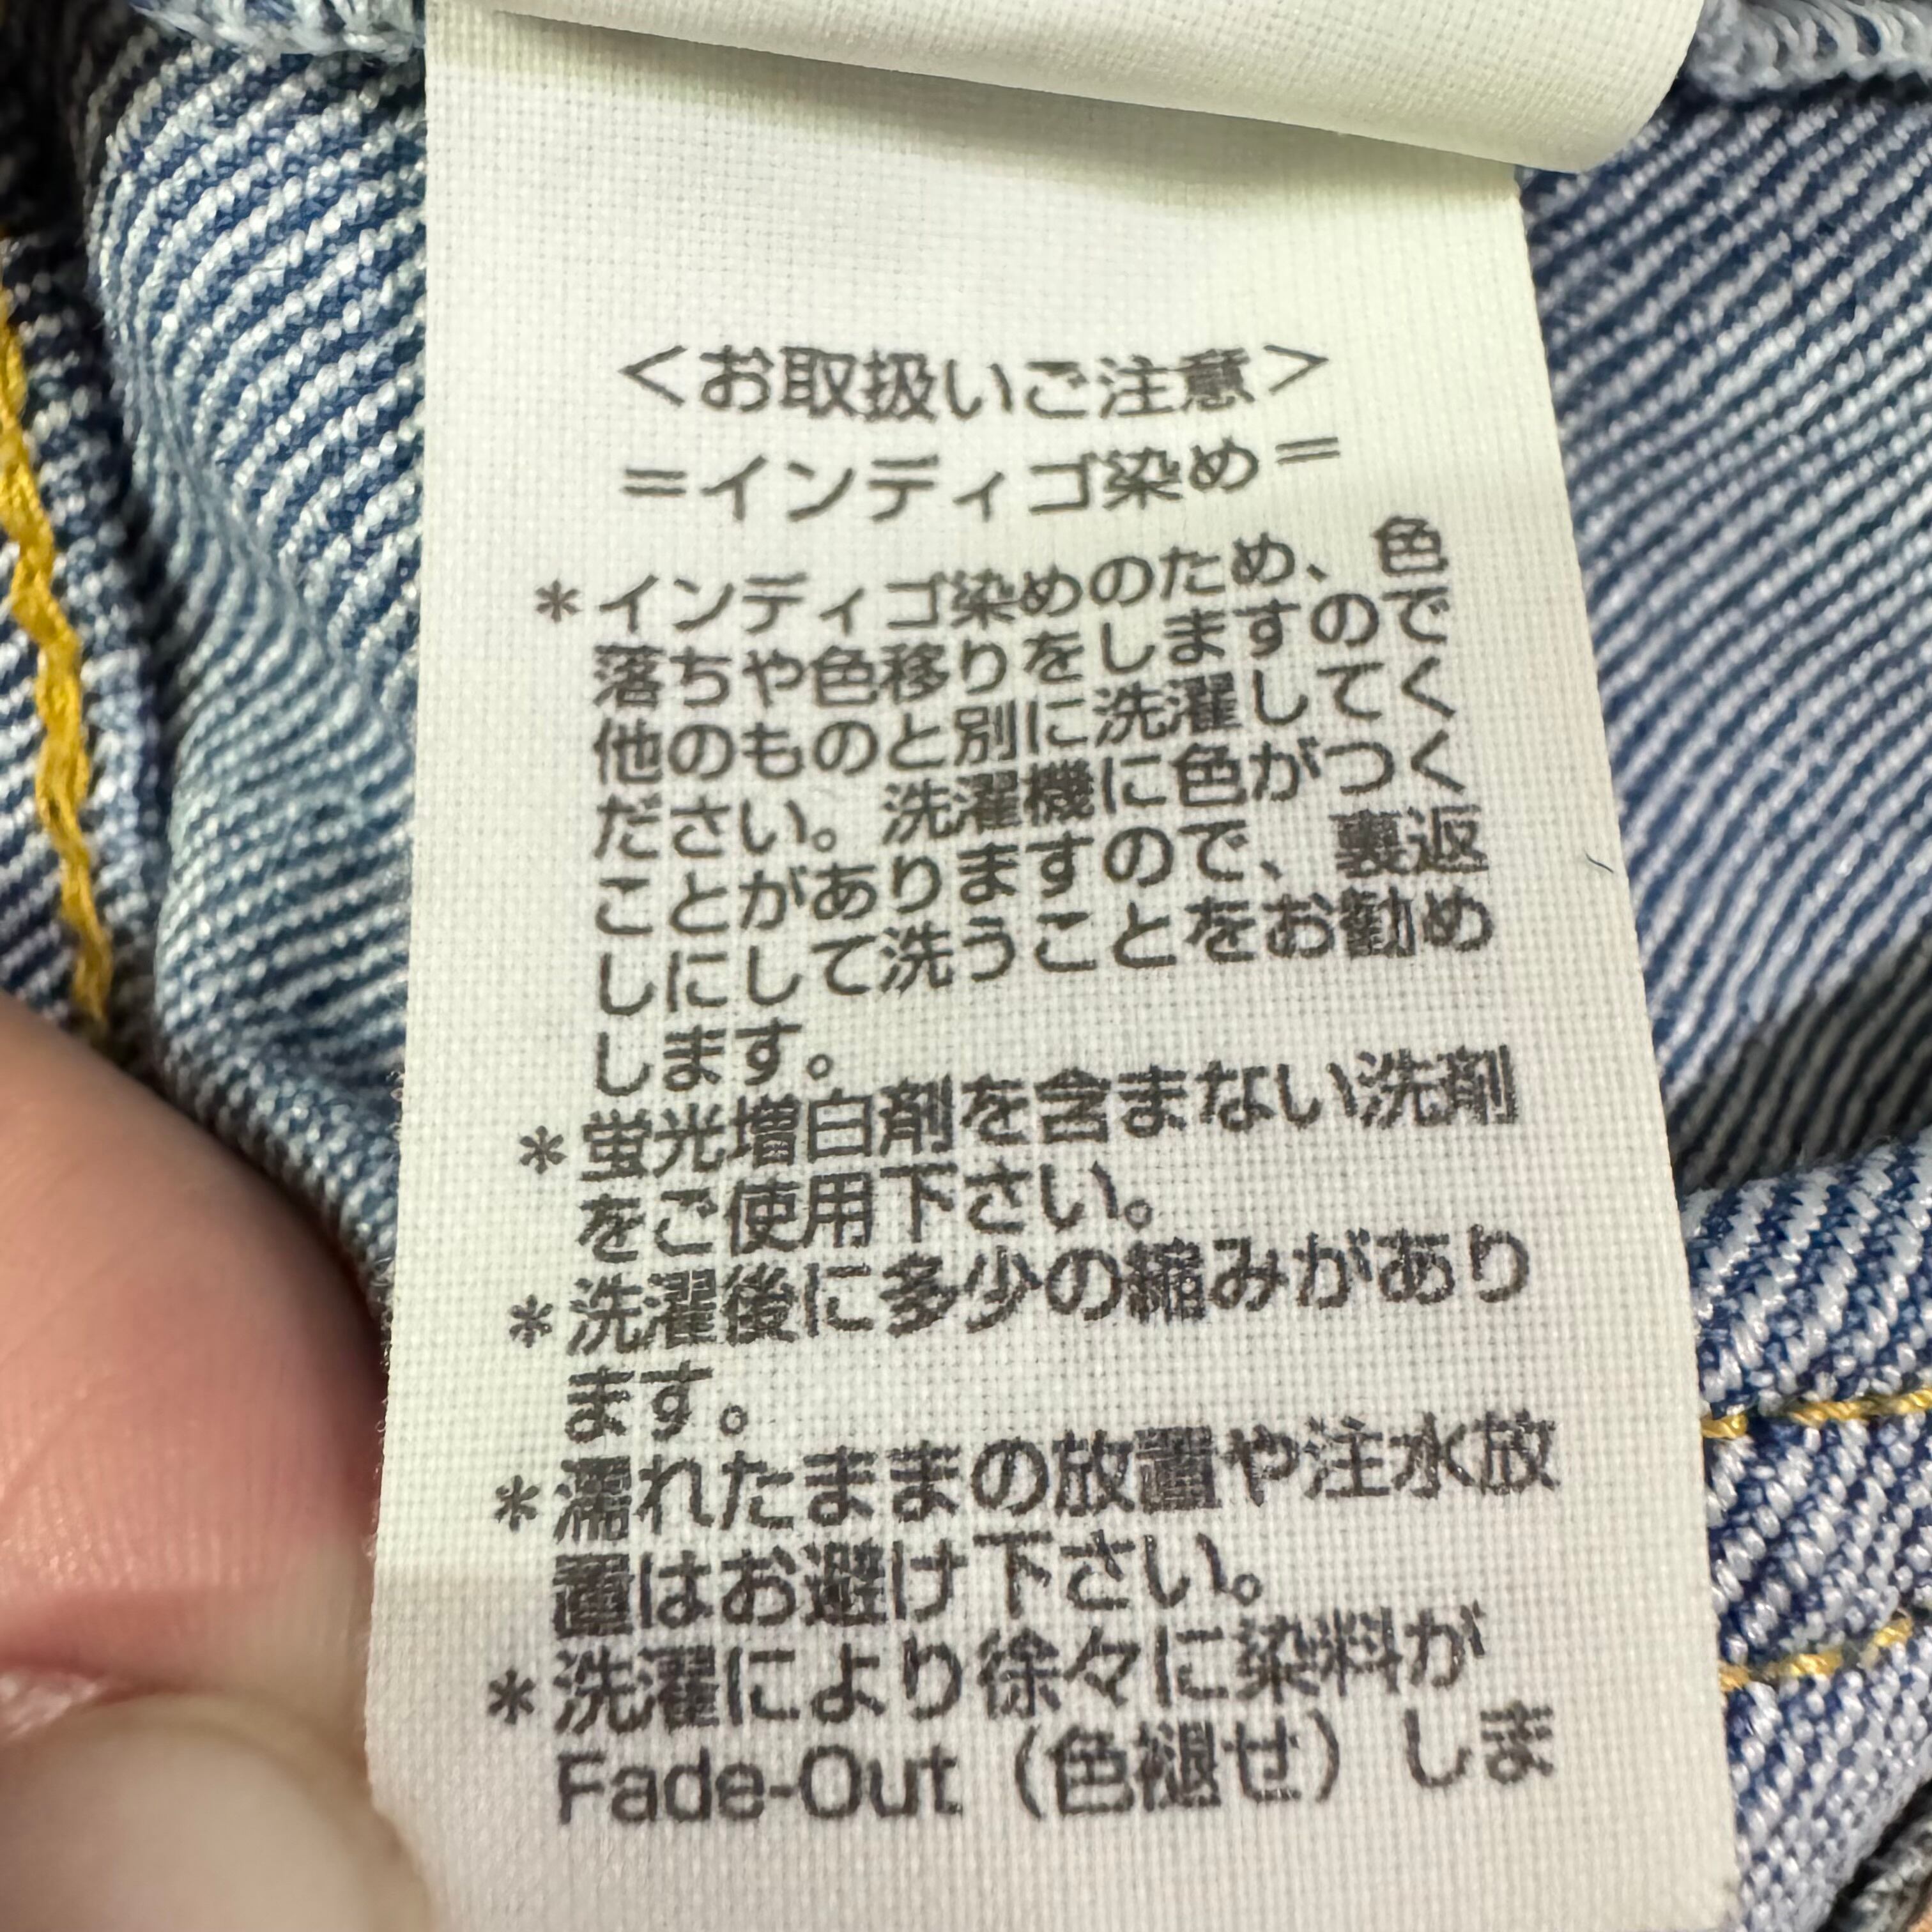 <お取扱いご注意>
=インディゴ染め=
*インディゴ染めのため、色
落ちや色移りをしますので
他のものと別に洗濯してく
ださい。洗濯機に色がつく
ことがありますので、裏返
しにして洗うことをお勧め
します。
*蛍光増白剤を含まない洗剤
をご使用下さい。
*洗濯後に多少の縮みがあり
ます。
*濡れたままの放置や注水放
置はお避け下さい。
*洗濯により徐々に染料が
Fade-Out（色褪せ）しま